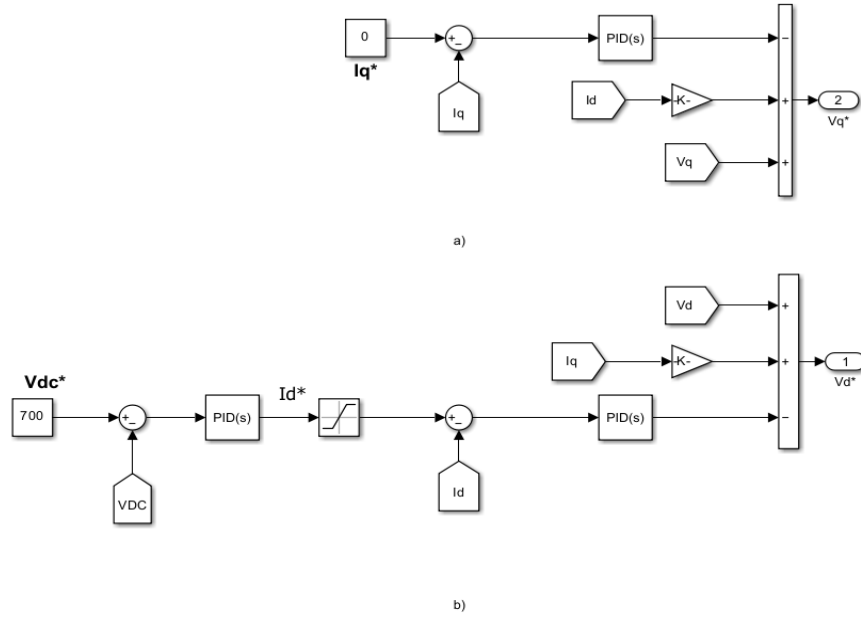 0
PID(s)
Iq*
Id
-K-
2
Iq
Vq*
Vq
a)
Vd
Iq
-K-
1
Vdc*
Id*
Vd*
700
PID(s)
PID(s)
VDC
Id
b)